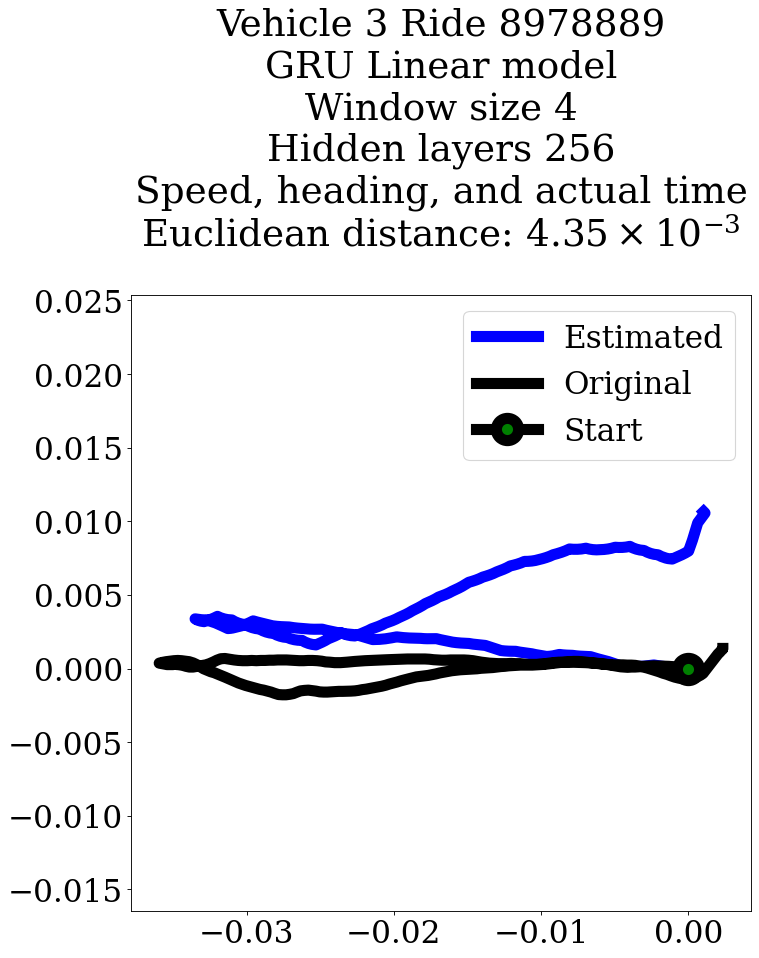 Vehicle 3 Ride 8978889
GRU Linear model
Window size 4
Hidden layers 256
Speed, heading, and actual time
Euclidean distance: 4.35 × 10⁻³
0.025
0.020
0.015
0.010
0.005
0.000
−0.005
−0.010
−0.015
Estimated
Original
Start
−0.03 −0.02 −0.01 0.00